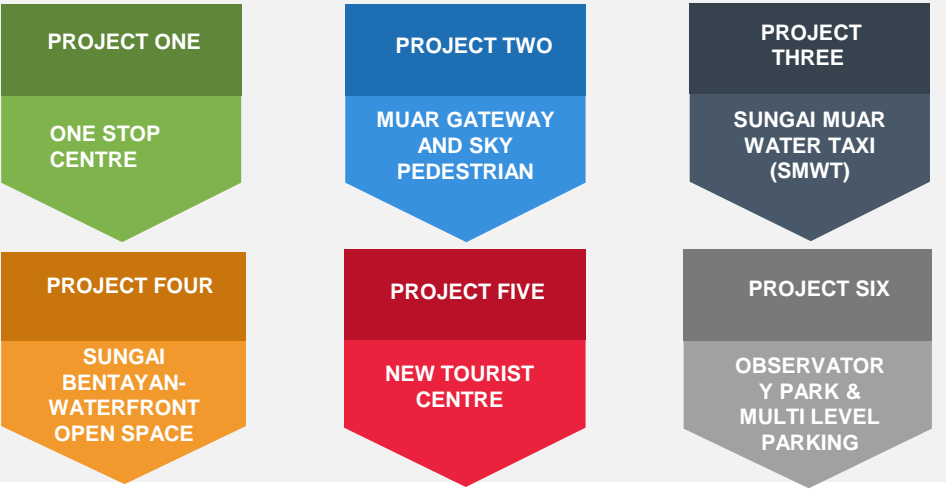 PROJECT ONE
ONE STOP
CENTRE
PROJECT TWO
MUAR GATEWAY
AND SKY
PEDESTRIAN
PROJECT
THREE
SUNGAI MUAR
WATER TAXI
(SMWT)
PROJECT FOUR
SUNGAI
BENTAYAN-
WATERFRONT
OPEN SPACE
PROJECT FIVE
NEW TOURIST
CENTRE
PROJECT SIX
OBSERVATOR
Y PARK &
MULTI LEVEL
PARKING